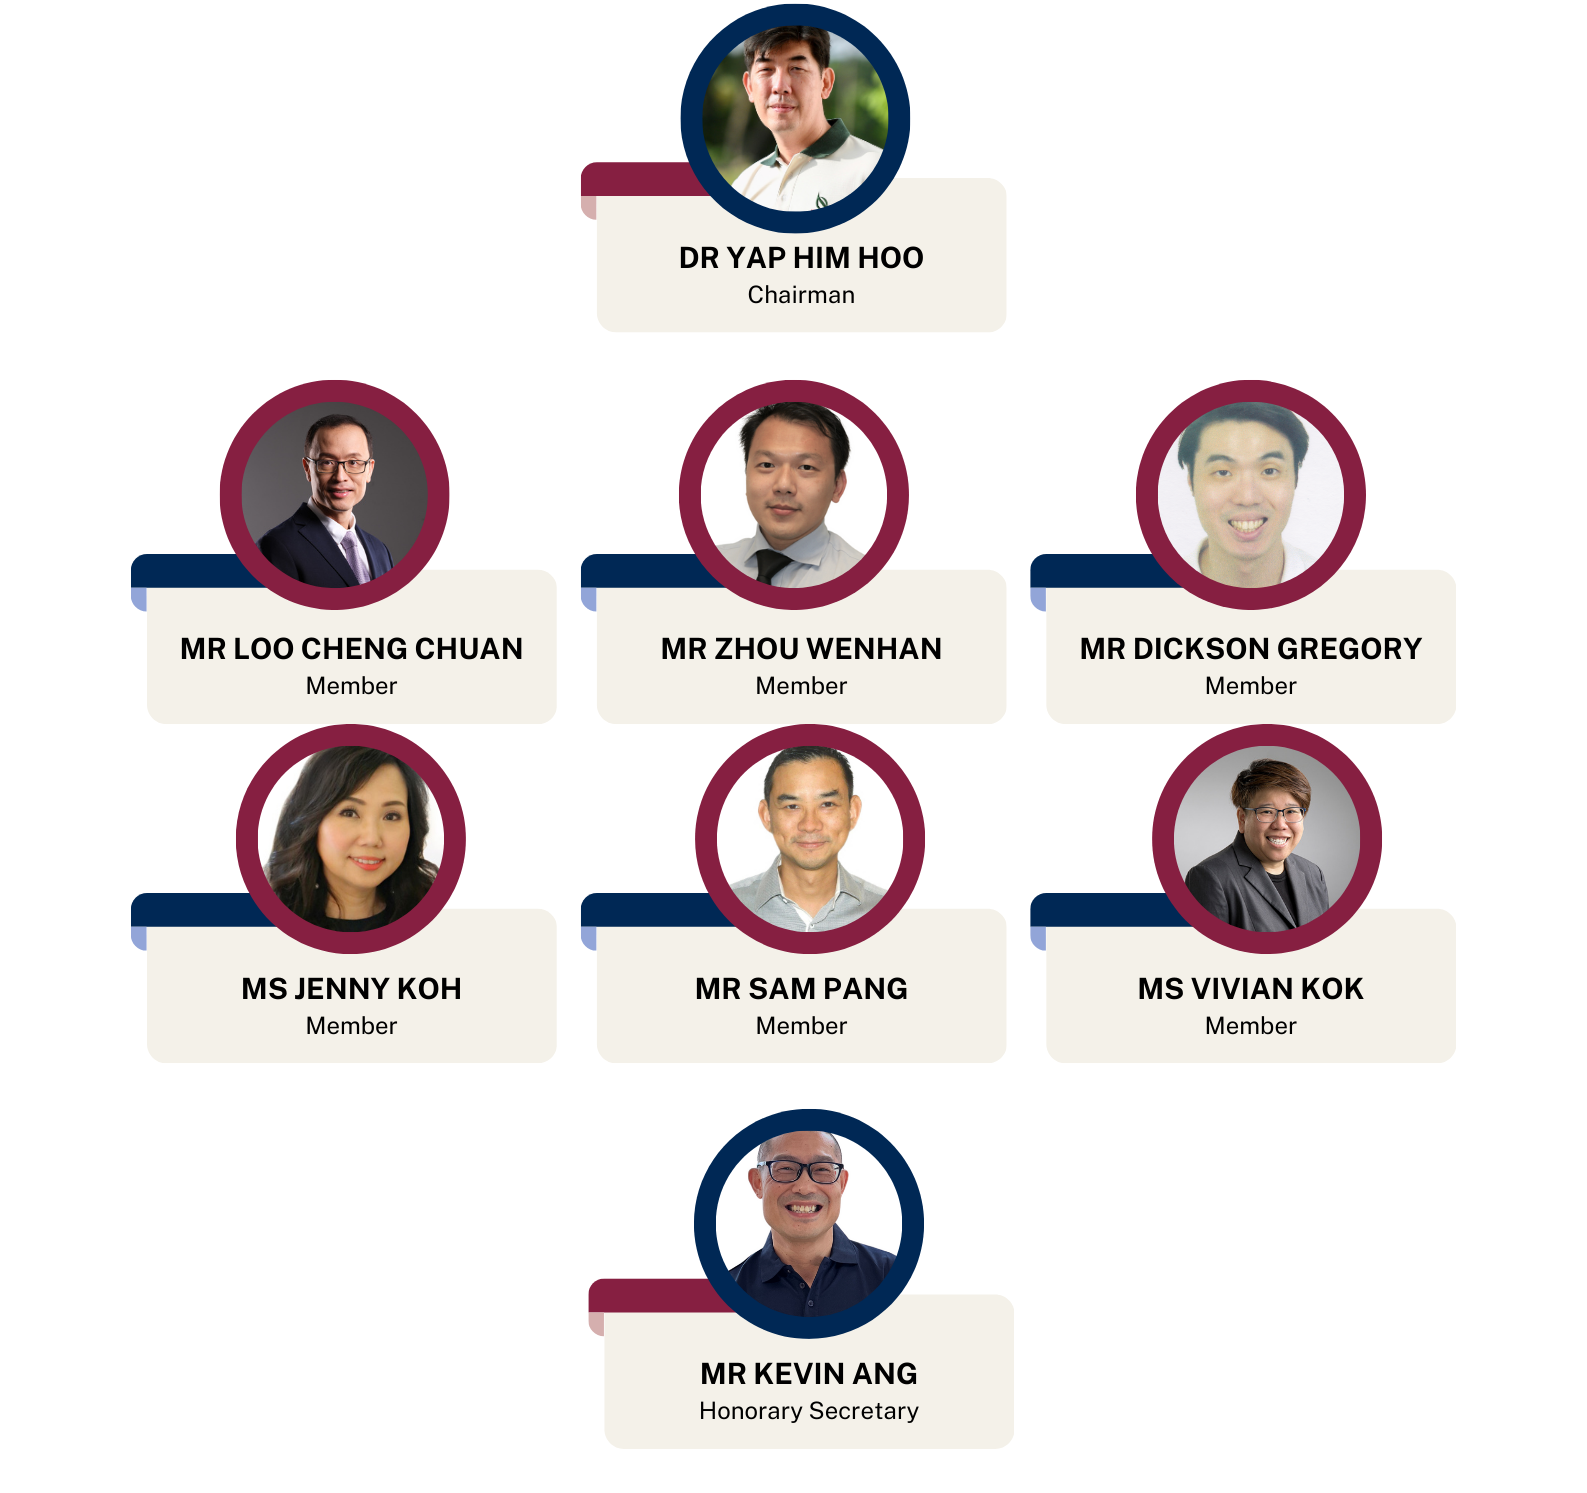 DR YAP HIM HOO
Chairman
MR LOO CHENG CHUAN
Member
MR ZHOU WENHAN
Member
MR DICKSON GREGORY
Member
MS JENNY KOH
Member
MR SAM PANG
Member
MS VIVIAN KOK
Member
MR KEVIN ANG
Honorary Secretary